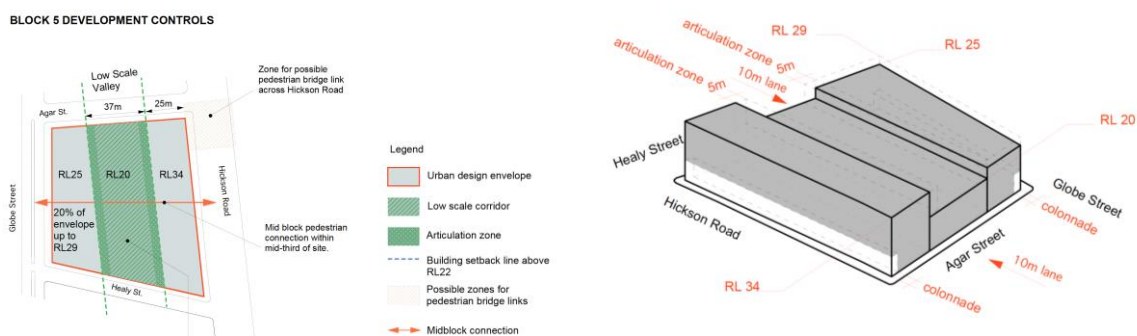 BLOCK 5 DEVELOPMENT CONTROLS
Low Scale
Valley
37m
25m
Agar St.
Zone for possible
pedestrian bridge link
across Hickson Road
RL25
RL20
RL34
Globe Street
Hickson Road
20% of
envelope
up to
RL29
Mid block pedestrian
connection within
mid-third of site.
Healy St.
Legend
Urban design envelope
Low scale corridor
Articulation zone
Building setback line above
RL22
Possible zones for
pedestrian bridge links
Midblock connection
articulation zone 5m
articulation zone 5m
10m lane
RL 29
RL 25
RL 20
Healy Street
Hickson Road
Globe Street
colonnade
Agar Street
10m lane
colonnade
RL 34